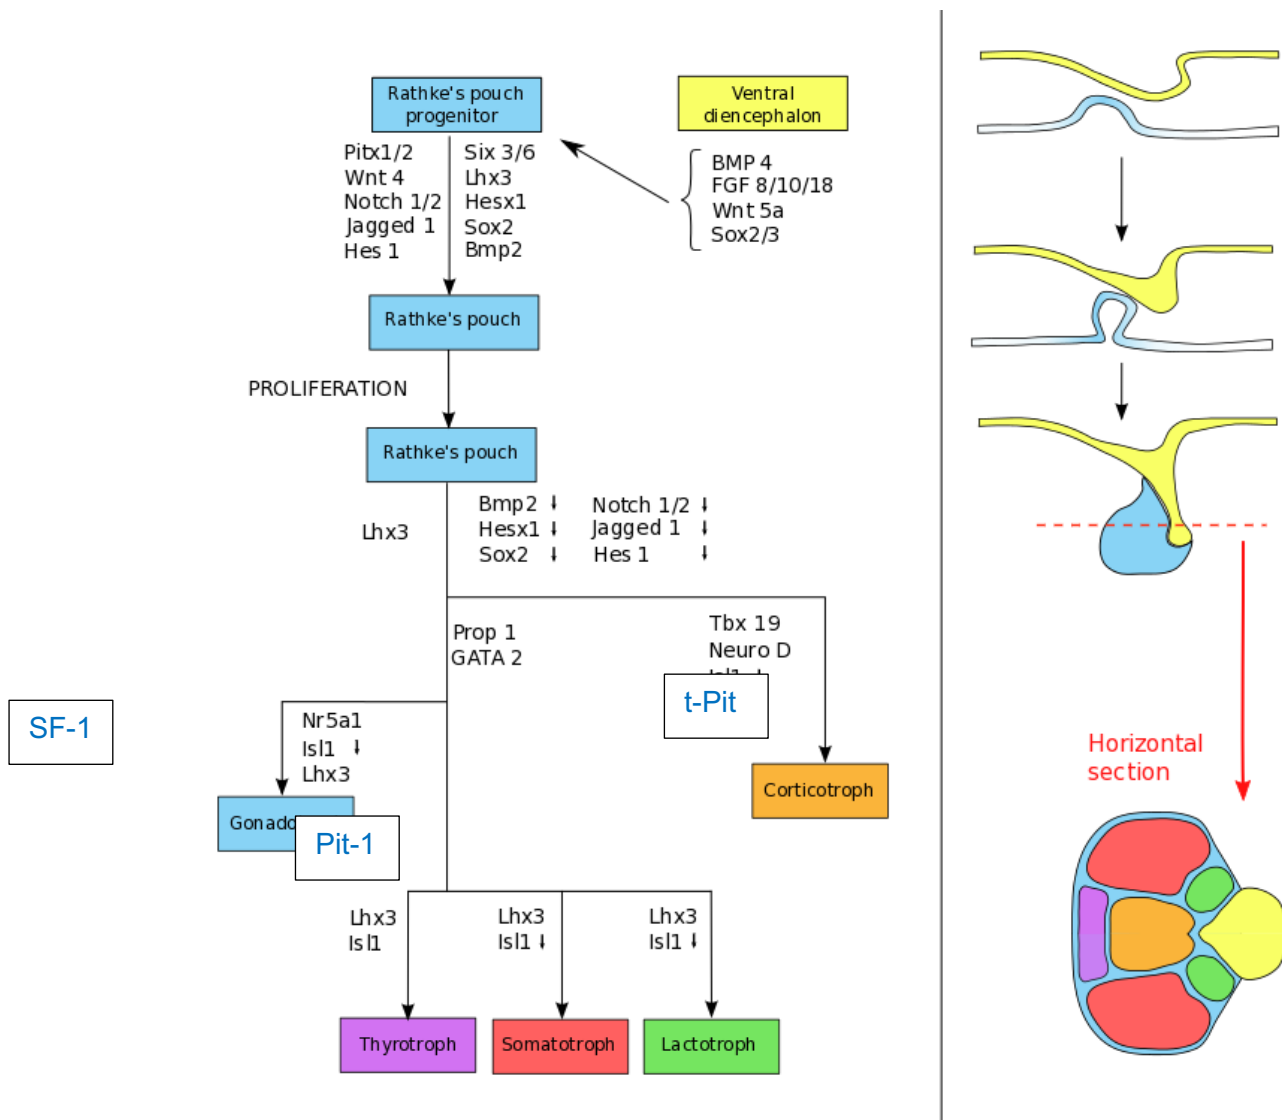 Rathke's pouch
progenitor
Ventral
diencephalon
Pitx1/2
Wnt 4
Notch 1/2
Jagged 1
Hes 1
Six 3/6
Lhx3
Hesx1
Sox2
Bmp2
BMP 4
FGF 8/10/18
Wnt 5a
Sox2/3
Rathke's pouch
PROLIFERATION
Rathke's pouch
Lhx3
Bmp2 ↓
Hesx1 ↓
Sox2 ↓
Notch 1/2 ↓
Jagged 1 ↓
Hes 1 ↓
Prop 1
GATA 2
Tbx 19
Neuro D
t-Pit
SF-1
Nr5a1
Isl1 ↓
Lhx3
Corticotroph
Pit-1
Lhx3
Isl1
Lhx3
Isl1 ↓
Lhx3
Isl1 ↓
Thyrotroph
Somatotroph
Lactotroph
Horizontal
section